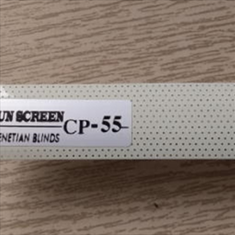 UN SCREEN
ENETIAN BLINDS
CP-55